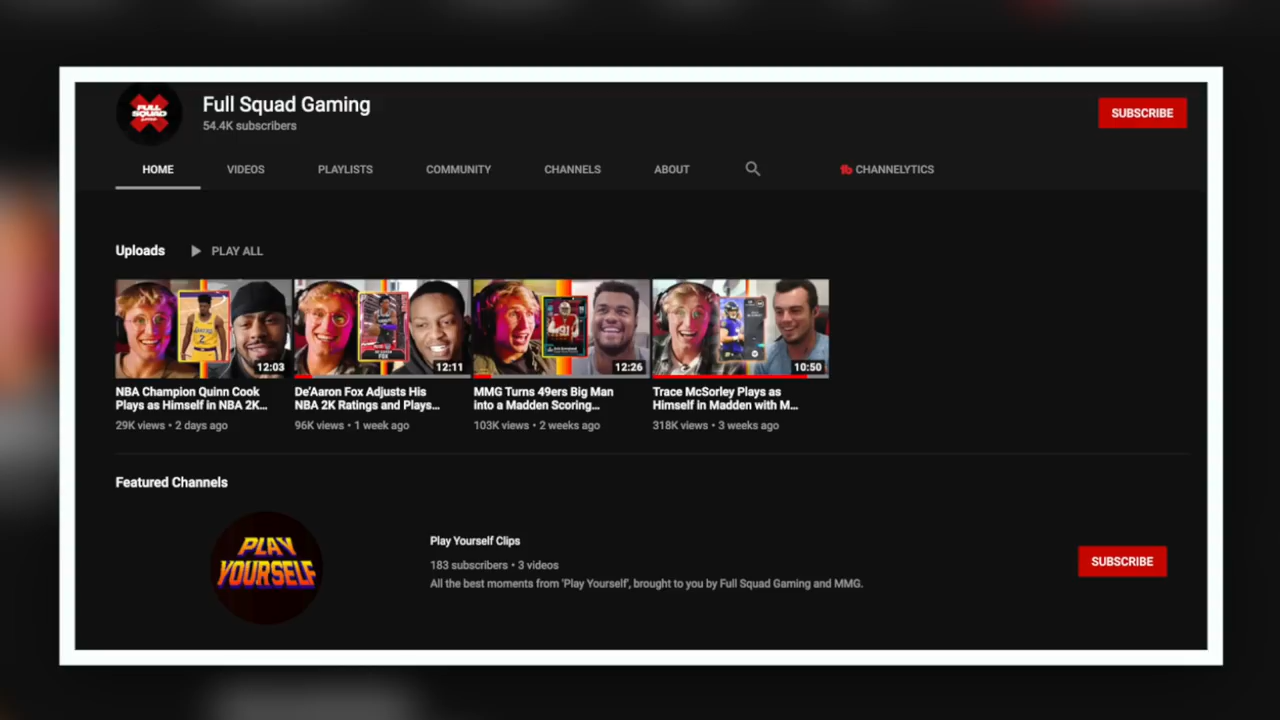 FULL
SQUAD
Full Squad Gaming
54.4K subscribers
SUBSCRIBE
HOME
VIDEOS
PLAYLISTS
COMMUNITY
CHANNELS
ABOUT
CHANNELYTICS
Uploads
PLAY ALL
12:03
12:11
12:26
10:50
NBA Champion Quinn Cook
Plays as Himself in NBA 2K...
29K views • 2 days ago
De'Aaron Fox Adjusts His
NBA 2K Ratings and Plays...
96K views • 1 week ago
MMG Turns 49ers Big Man
into a Madden Scoring...
103K views • 2 weeks ago
Trace McSorley Plays as
Himself in Madden with M...
318K views • 3 weeks ago
Featured Channels
PLAY
YOURSELF
Play Yourself Clips
183 subscribers • 3 videos
All the best moments from 'Play Yourself', brought to you by Full Squad Gaming and MMG.
SUBSCRIBE